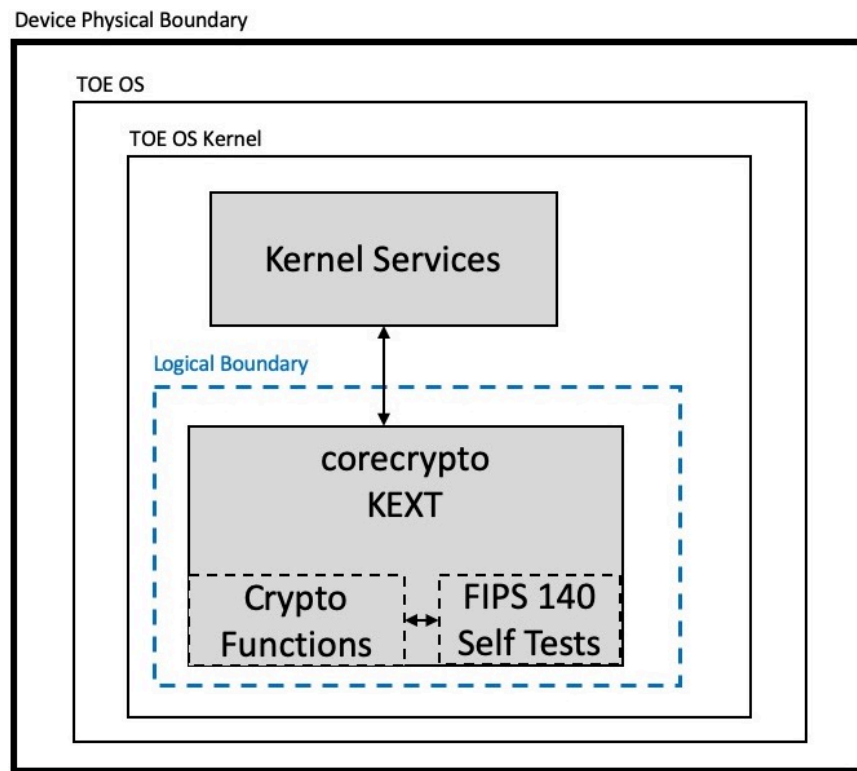 Device Physical Boundary
TOE OS
TOE OS Kernel
Kernel Services
Logical Boundary
corecrypto
KEXT
Crypto
Functions
FIPS 140
Self Tests